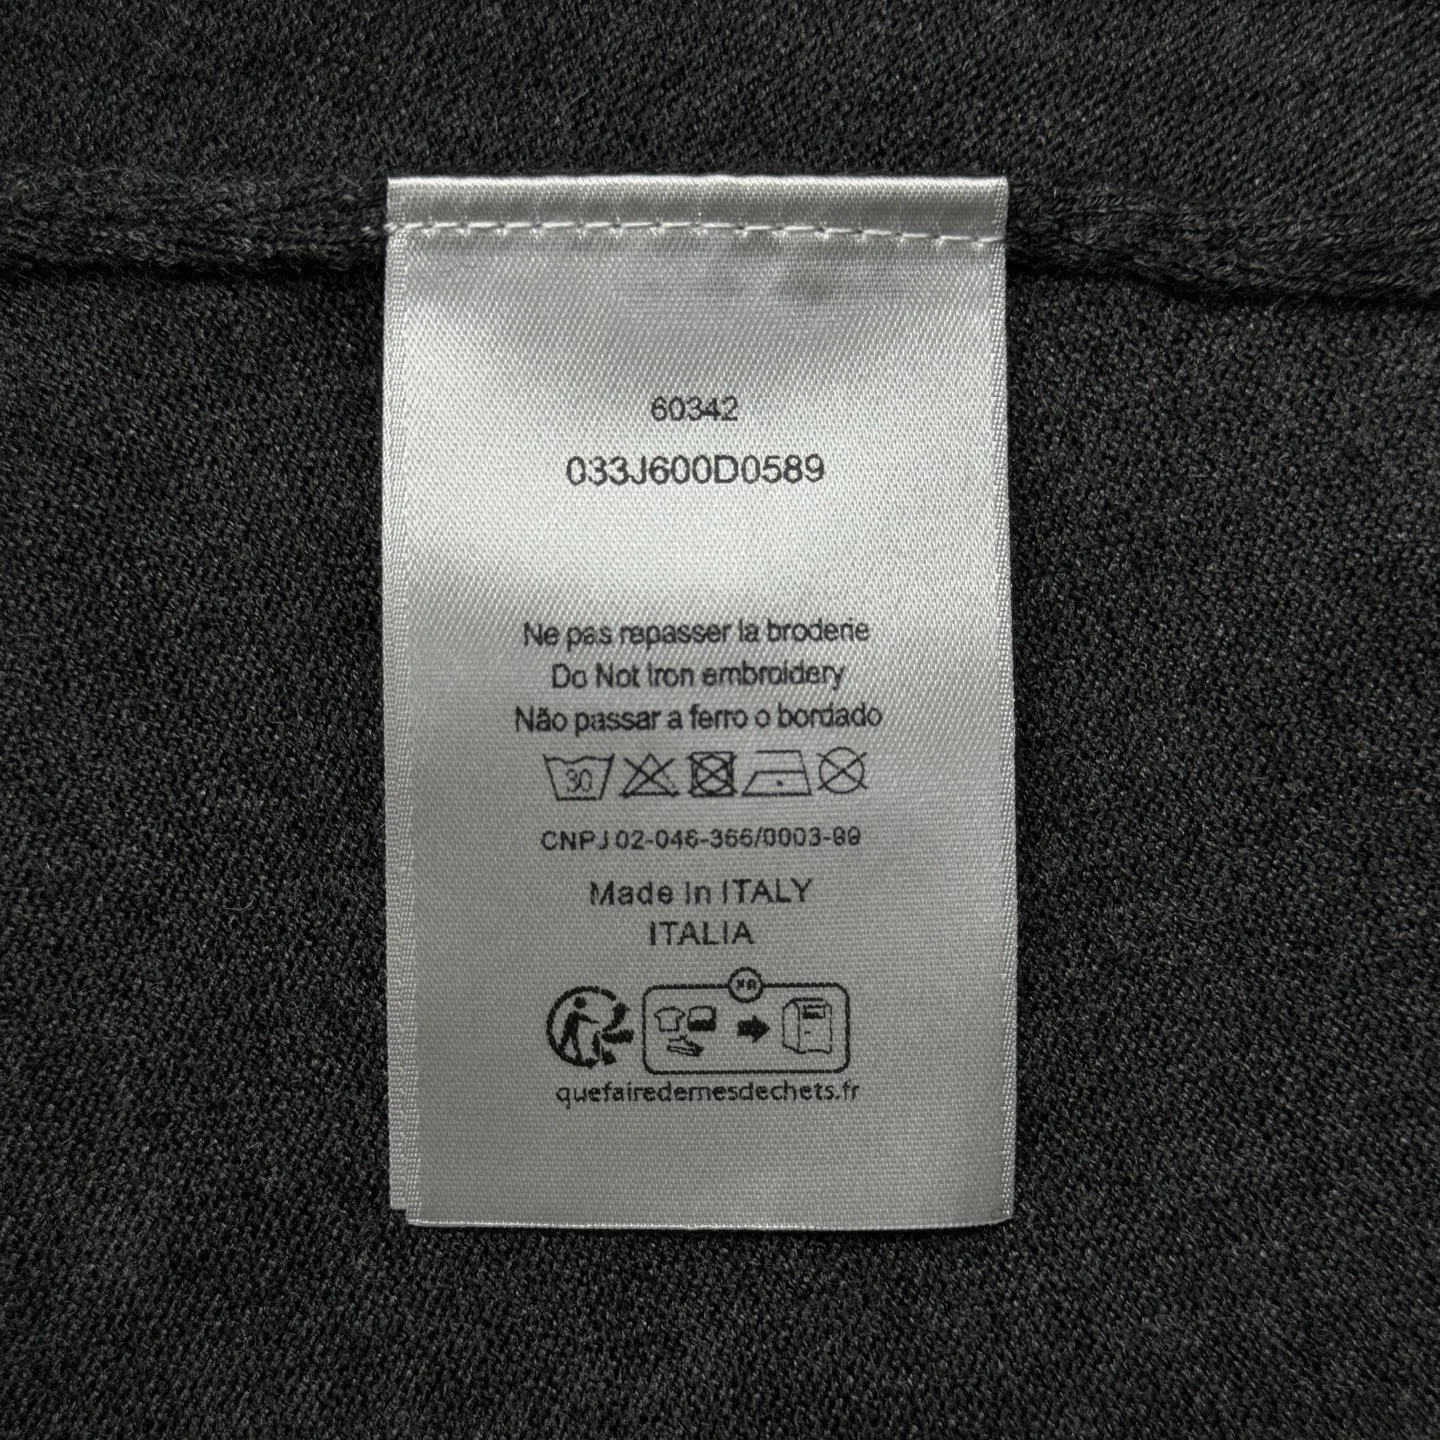 60342
033J600D0589
Ne pas repasser la broderie
Do Not Iron embroidery
Não passar a ferro o bordado
30
CNPJ 02-046-366/0003-99
Made In ITALY
ITALIA
quefairedemesdechets.fr